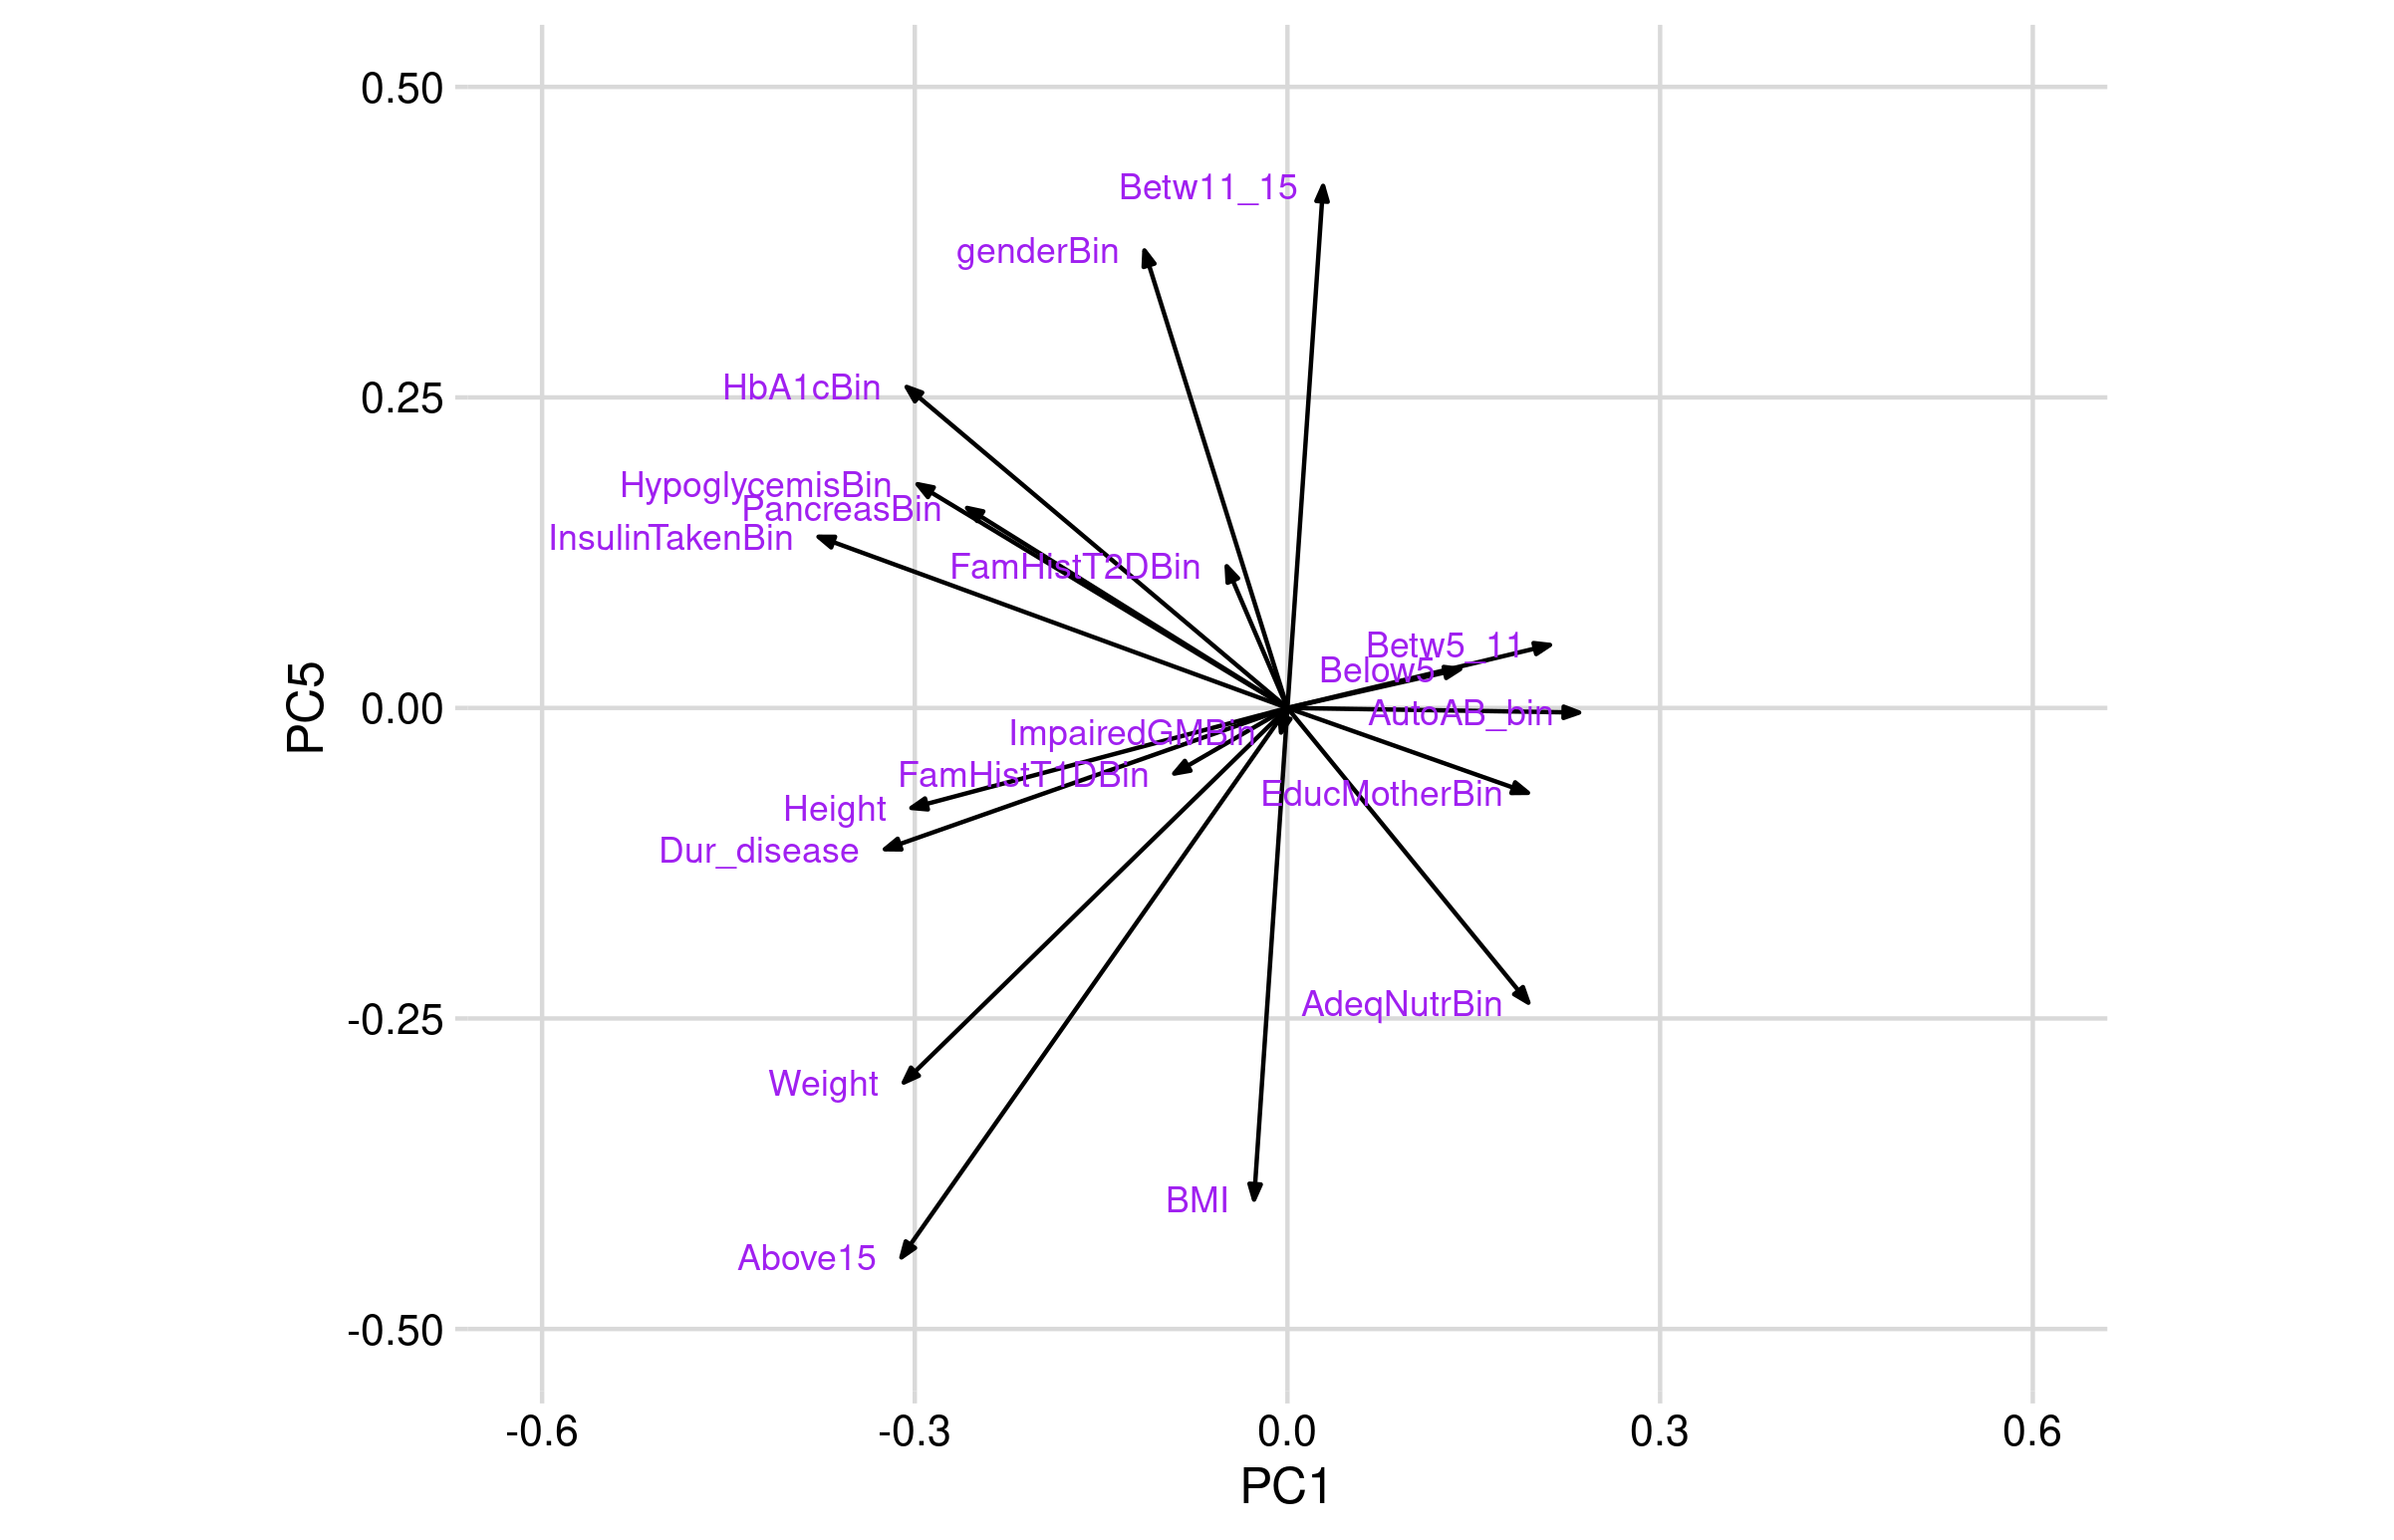 0.50
Betw11_15
genderBin
HbA1cBin
0.25
HypoglycemisBin
PancreasBin
InsulinTakenBin
FamHistT2DBin
Betw5_11
Below5
PC5
0.00
AutoAB_bin
ImpairedGMBin
FamHistT1DBin
EducMotherBin
Height
Dur_disease
AdeqNutrBin
-0.25
Weight
BMI
Above15
-0.50
-0.6 -0.3 0.0 0.3 0.6
PC1